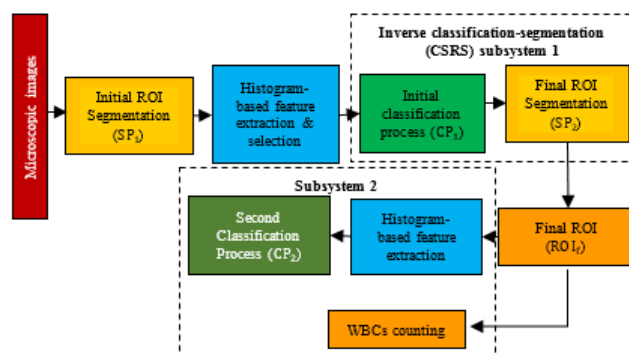 Microscopic images
Initial ROI
Segmentation
(SP₁)
Histogram-
based feature
extraction &
selection
Inverse classification-segmentation
(CSRS) subsystem 1
Initial
classification
process (CP₁)
Final ROI
Segmentation
(SP₂)
Subsystem 2
Second
Classification
Process (CP₂)
Histogram-
based feature
extraction
Final ROI
(ROI_f)
WBCs counting